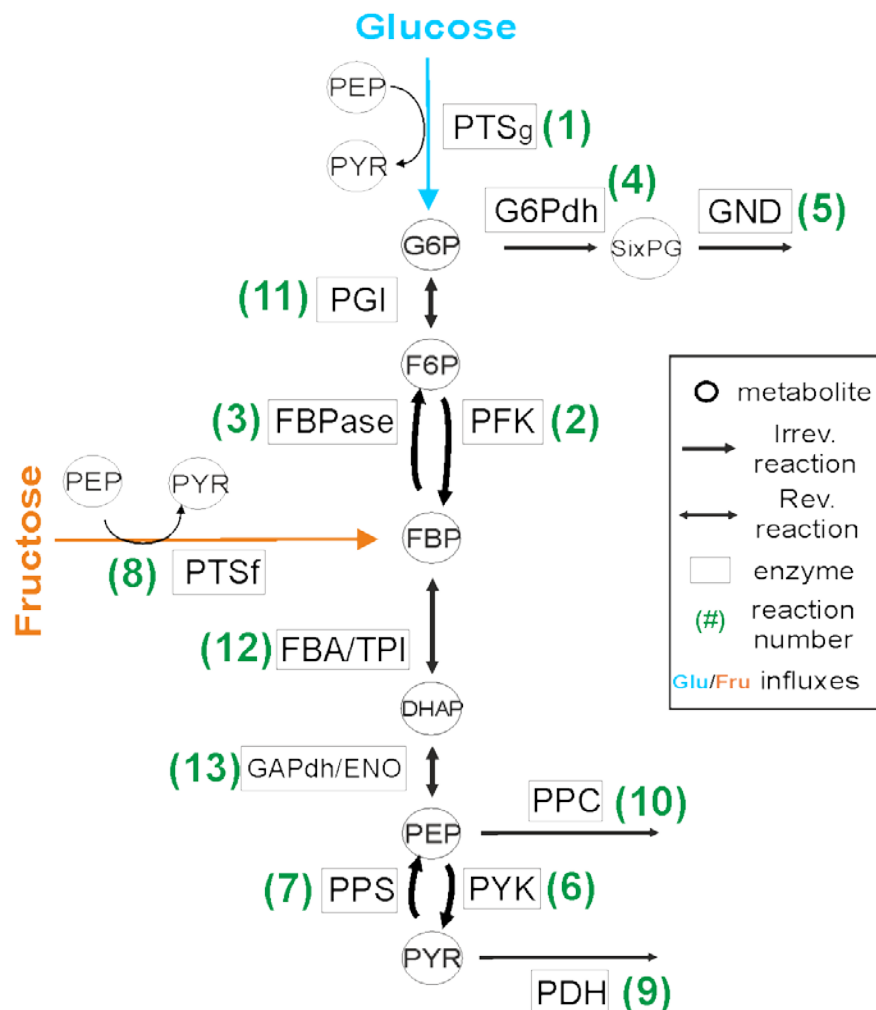 Glucose
PEP
PTSg (1)
PYR
(4)
G6Pdh
GND (5)
G6P
SixPG
(11) PGI
F6P
(3) FBPase
PFK (2)
Fructose
PEP
PYR
FBP
(8) PTSf
(12) FBA/TPI
DHAP
(13) GAPdh/ENO
PEP
PPC (10)
(7) PPS
PYK (6)
PYR
PDH (9)
metabolite
Irrev.
reaction
Rev.
reaction
enzyme
(#) reaction
number
Glu/Fru influxes